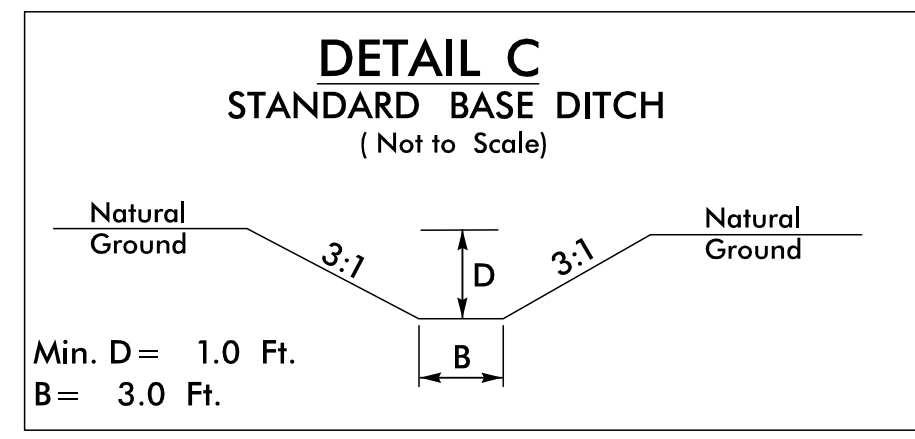 DETAIL C
STANDARD BASE DITCH
( Not to Scale)
Natural
Ground
3:1
D
3:1
Natural
Ground
B
Min. D= 1.0 Ft.
B= 3.0 Ft.